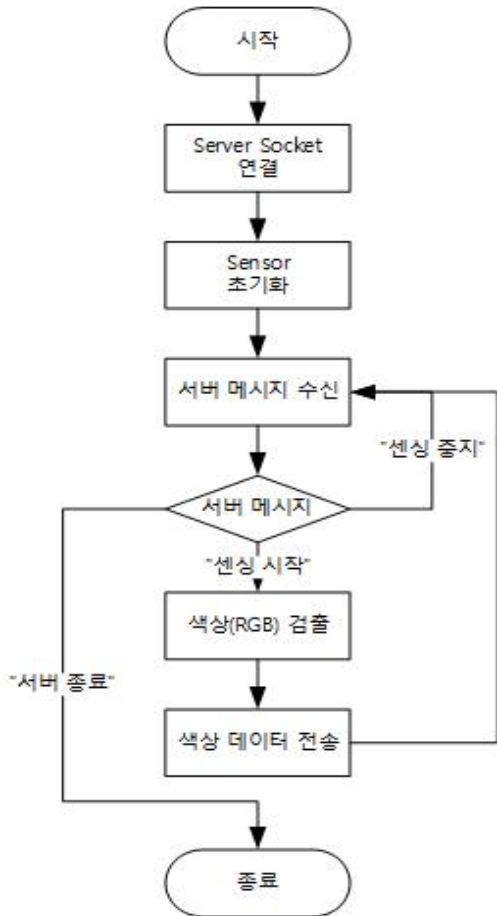 시작
Server Socket
연결
Sensor
초기화
서버 메시지 수신
"센싱 중지"
서버 메시지
"센싱 시작"
색상(RGB) 검출
"서버 종료"
색상 데이터 전송
종료